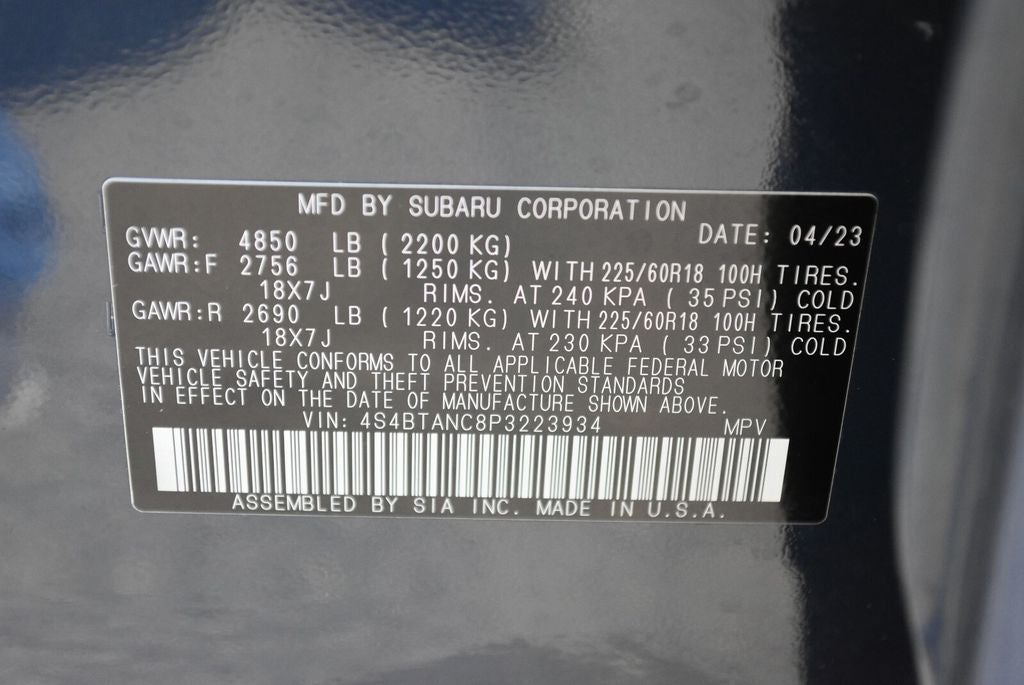 MFD BY SUBARU CORPORATION
GVWR: 4850 LB ( 2200 KG) DATE: 04/23
GAWR:F 2756 LB ( 1250 KG) WITH 225/60R18 100H TIRES.
18X7J RIMS. AT 240 KPA ( 35 PSI) COLD
GAWR:R 2690 LB ( 1220 KG) WITH 225/60R18 100H TIRES.
18X7J RIMS. AT 230 KPA ( 33 PSI) COLD
THIS VEHICLE CONFORMS TO ALL APPLICABLE FEDERAL MOTOR
VEHICLE SAFETY AND THEFT PREVENTION STANDARDS
IN EFFECT ON THE DATE OF MANUFACTURE SHOWN ABOVE.
VIN: 4S4BTANC8P3223934 MPV
ASSEMBLED BY SIA INC. MADE IN U.S.A.